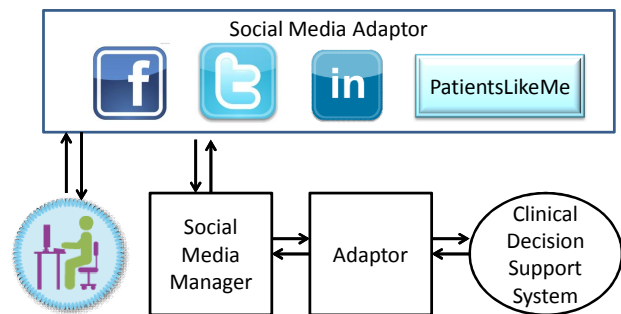 Social Media Adaptor
f
t
in
PatientsLikeMe
Social
Media
Manager
Adaptor
Clinical
Decision
Support
System